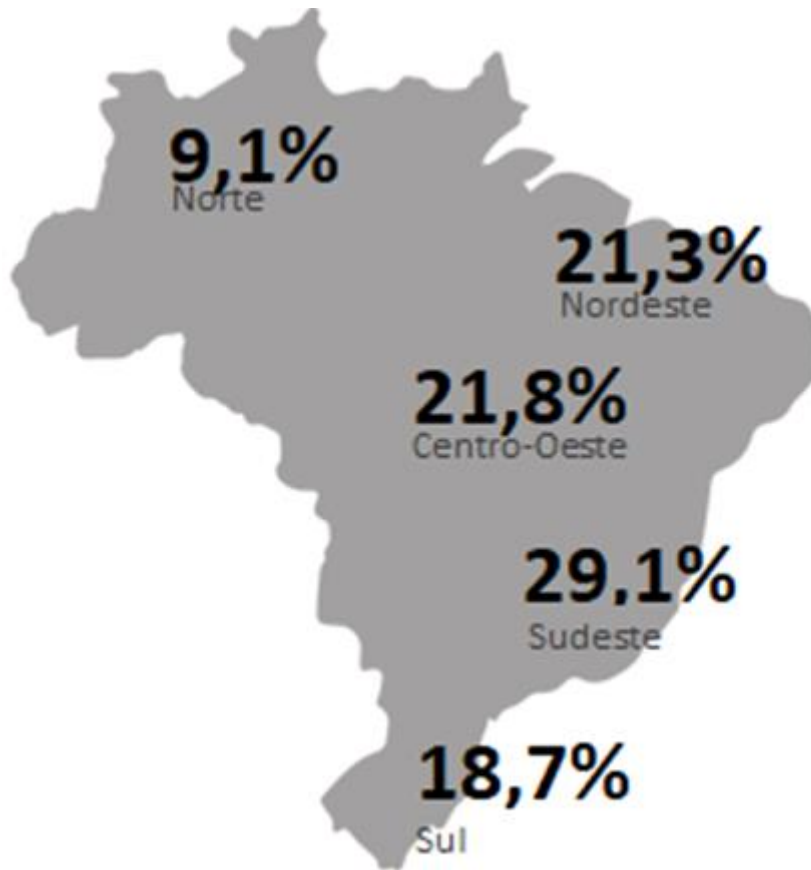 9,1%
Norte
21,3%
Nordeste
21,8%
Centro-Oeste
29,1%
Sudeste
18,7%
Sul